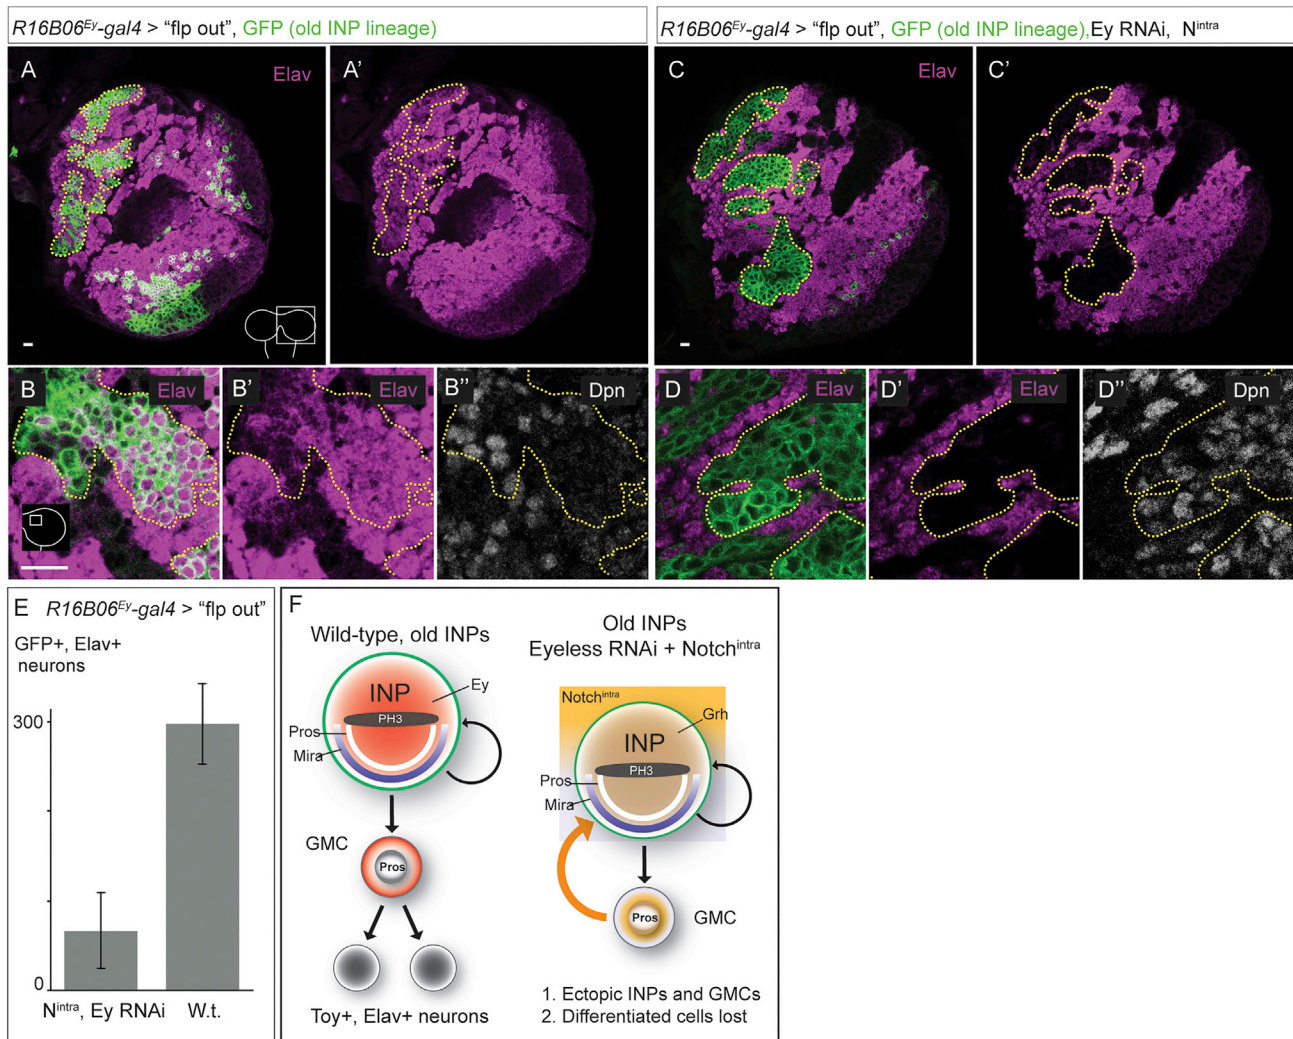 R16B06Ey-gal4 > “flp out”, GFP (old INP lineage)
R16B06Ey-gal4 > “flp out”, GFP (old INP lineage),Ey RNAi, Nintra
A Elav
A’
C Elav
C’
B Elav
B’ Elav
B’’ Dpn
D Elav
D’ Elav
D’’ Dpn
E R16B06Ey-gal4 > “flp out”
GFP+, Elav+
neurons
300
0
Nintra, Ey RNAi W.t.
F
Wild-type, old INPs
INP
Ey
PH3
Pros
Mira
GMC
Pros
Toy+, Elav+ neurons
Old INPs
Eyeless RNAi + Notchintra
Notchintra
Grh
INP
PH3
Pros
Mira
Pros
GMC
1. Ectopic INPs and GMCs
2. Differentiated cells lost